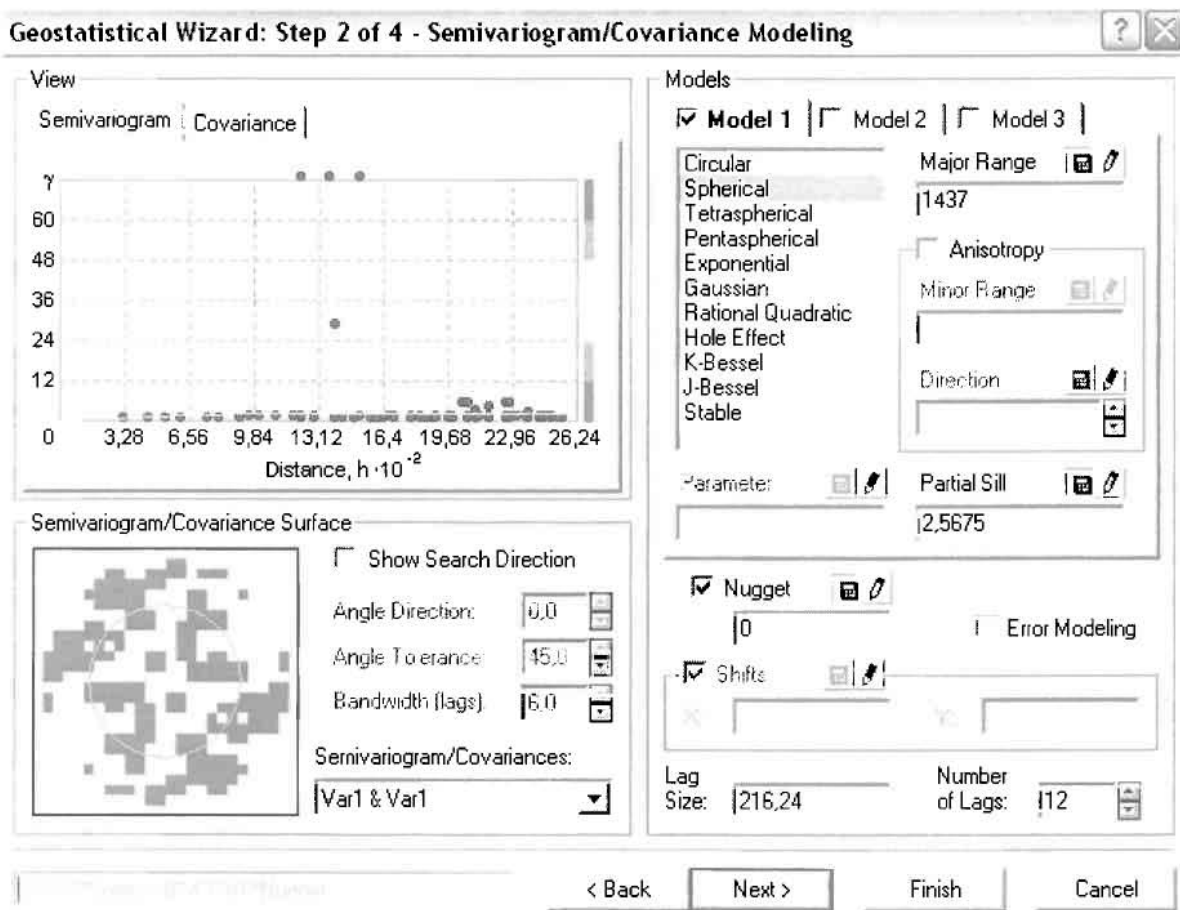 Geostatistical Wizard: Step 2 of 4 - Semivariogram/Covariance Modeling
View
Semivariogram
Covariance
γ
60
48
36
24
12
0 3,28 6,56 9,84 13,12 16,4 19,68 22,96 26,24
Distance, h ·10 -2
Semivariogram/Covariance Surface
Show Search Direction
Angle Direction: 0,0
Angle Tolerance: 45,0
Bandwidth (lags): 6,0
Semivariogram/Covariances:
Var1 & Var1
Models
Model 1 Model 2 Model 3
Circular
Spherical
Tetraspherical
Pentaspherical
Exponential
Gaussian
Rational Quadratic
Hole Effect
K-Bessel
J-Bessel
Stable
Major Range
1437
Anisotropy
Minor Range
Direction
Parameter
Partial Sill
2,5675
Nugget
0
Error Modeling
Shifts
X: Y:
Lag Size: 216,24
Number of Lags: 12
< Back Next > Finish Cancel